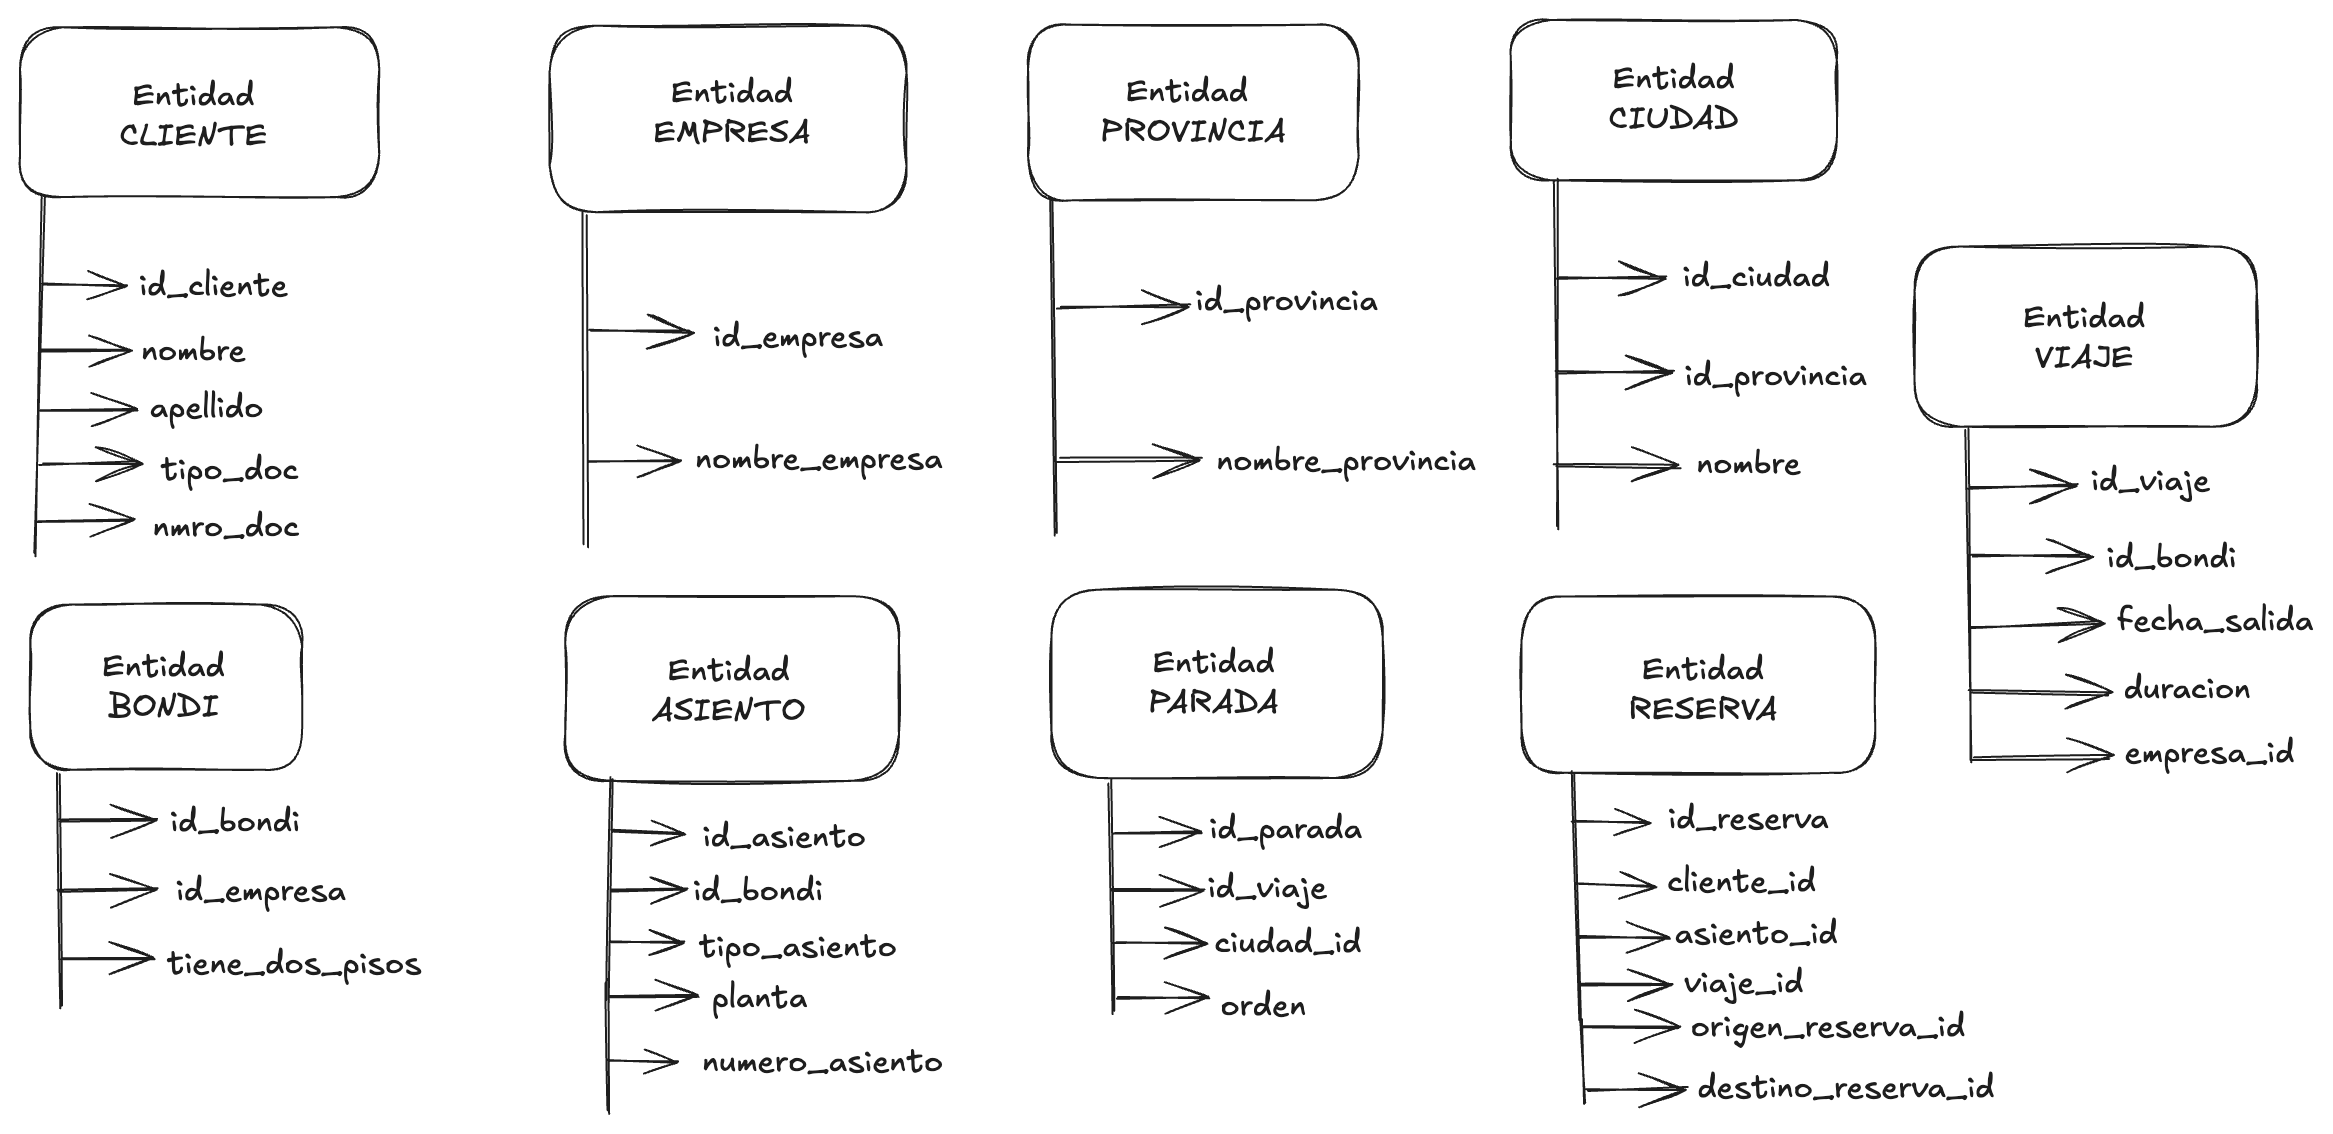 Entidad
CLIENTE
id_cliente
nombre
apellido
tipo_doc
nmro_doc
Entidad
EMPRESA
id_empresa
nombre_empresa
Entidad
PROVINCIA
id_provincia
nombre_provincia
Entidad
CIUDAD
id_ciudad
id_provincia
nombre
Entidad
VIAJE
id_viaje
id_bondi
fecha_salida
duracion
empresa_id
Entidad
BONDI
id_bondi
id_empresa
tiene_dos_pisos
Entidad
ASIENTO
id_asiento
id_bondi
tipo_asiento
planta
numero_asiento
Entidad
PARADA
id_parada
id_viaje
ciudad_id
orden
Entidad
RESERVA
id_reserva
cliente_id
asiento_id
viaje_id
origen_reserva_id
destino_reserva_id